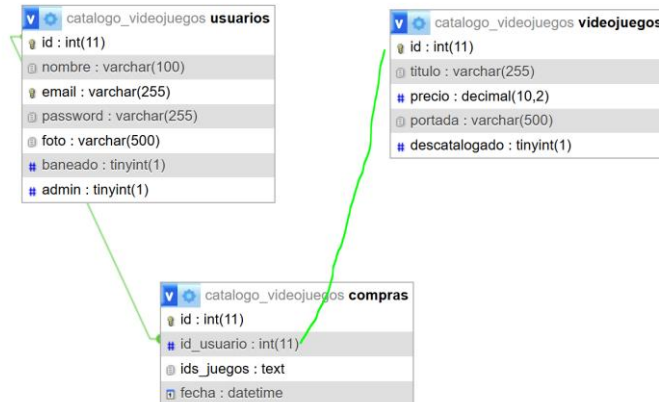 catalogo_videojuegos usuarios
id : int(11)
nombre : varchar(100)
email : varchar(255)
password : varchar(255)
foto : varchar(500)
baneado : tinyint(1)
admin : tinyint(1)
catalogo_videojuegos videojuegos
id : int(11)
titulo : varchar(255)
precio : decimal(10,2)
portada : varchar(500)
descatalogado : tinyint(1)
catalogo_videojuegos compras
id : int(11)
id_usuario : int(11)
ids_juegos : text
fecha : datetime